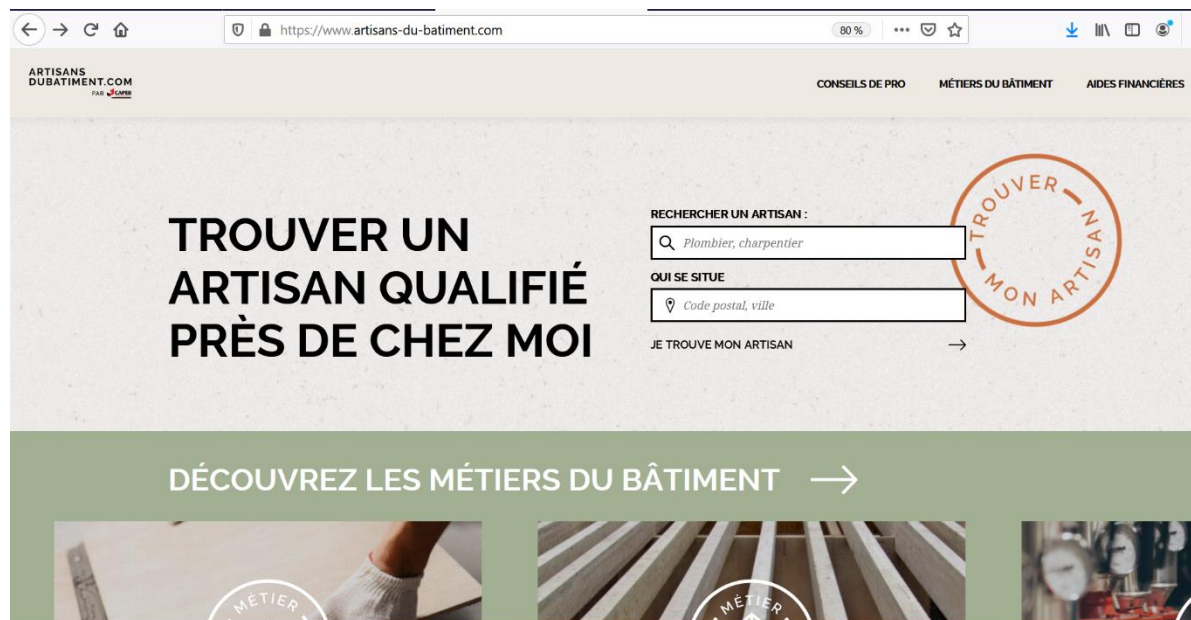 https://www.artisans-du-batiment.com
80 %
ARTISANS
DUBATIMENT.COM
PAR CAPEB
CONSEILS DE PRO
MÉTIERS DU BÂTIMENT
AIDES FINANCIÈRES
TROUVER UN
ARTISAN QUALIFIÉ
PRÈS DE CHEZ MOI
RECHERCHER UN ARTISAN :
Plombier, charpentier
QUI SE SITUE
Code postal, ville
JE TROUVE MON ARTISAN
TROUVER
MON ARTISAN
DÉCOUVREZ LES MÉTIERS DU BÂTIMENT
MÉTIER
MÉTIER